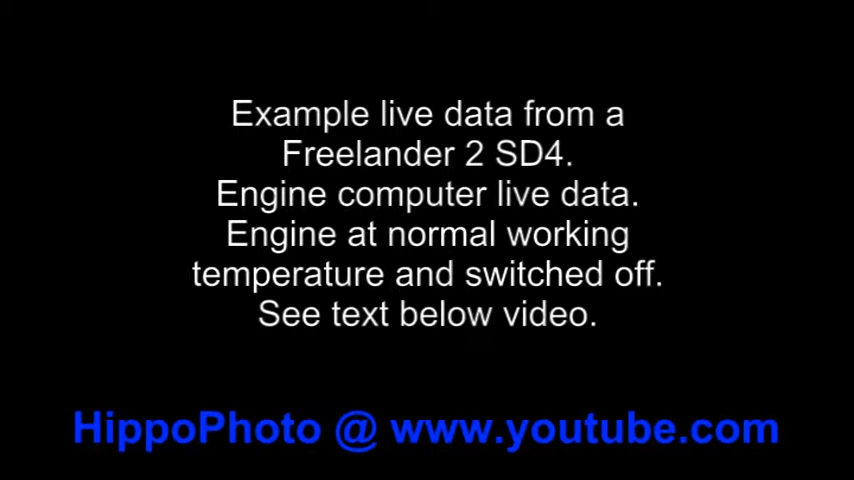 Example live data from a
Freelander 2 SD4.
Engine computer live data.
Engine at normal working
temperature and switched off.
See text below video.
HippoPhoto @ www.youtube.com